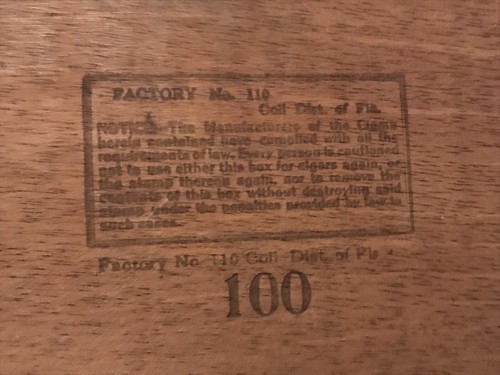 FACTORY No. 110
Coll Dist. of Fla.
NOTICE. The Manufacturers of the Cigars
herein contained have complied with all the
requirements of law. Every person is cautioned
not to use either this box for cigars again, or
the stamp thereon again, nor to remove the
contents of this box without destroying said
stamp, under the penalties provided by law in
such cases.
Factory No 110 Coll Dist. of Fla.
100